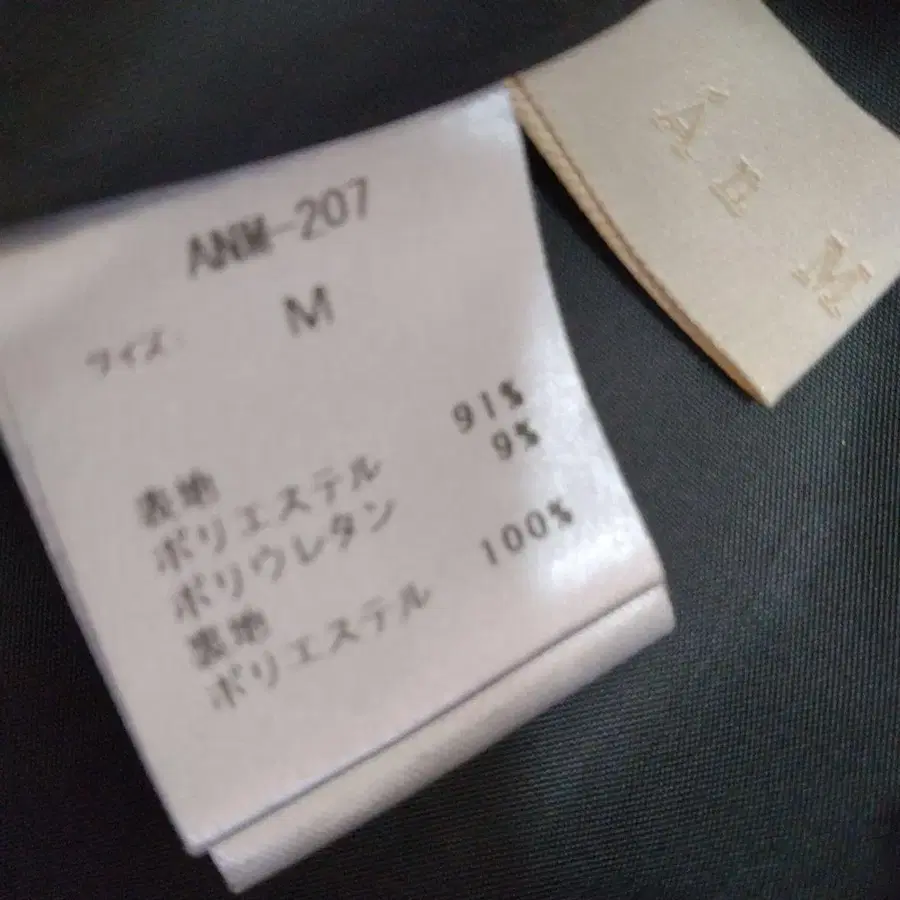 ANM-207
サイズ: M
表地
ポリエステル 91%
ポリウレタン 9%
裏地
ポリエステル 100%